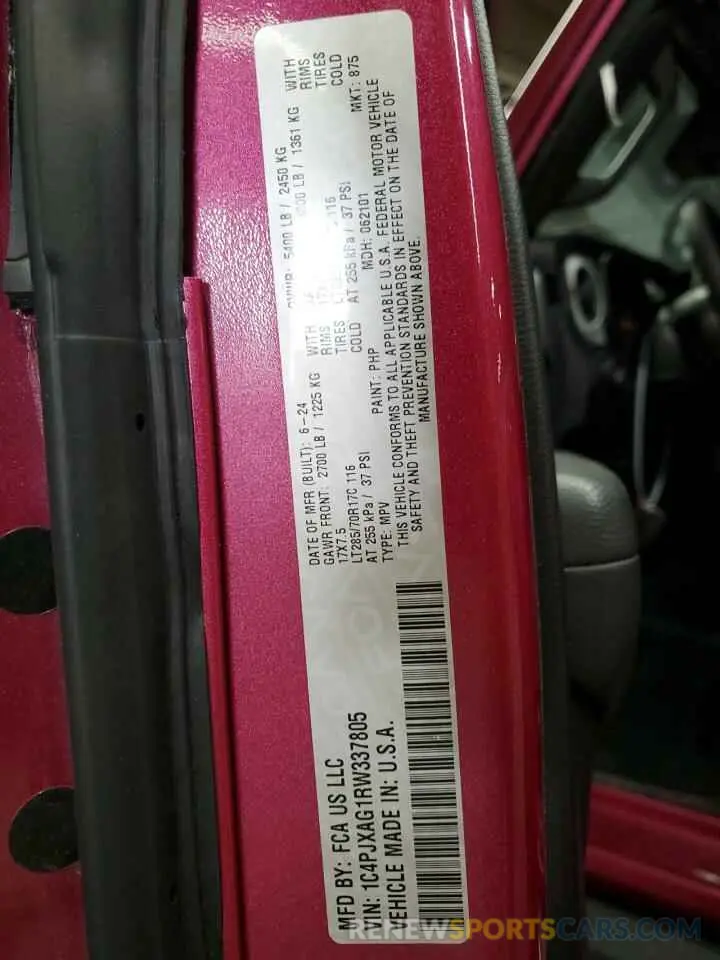 MFD BY: FCA US LLC
DATE OF MFR (BUILT): 6-24
5400 LB / 2450 KG
GAWR FRONT: 2700 LB / 1225 KG
WITH
LB / 1361 KG
WITH
17X7.5
RIMS
RIMS
LT285/70R17C 116
TIRES
116
TIRES
AT 255 kPa / 37 PSI
COLD
AT 255 kPa / 37 PSI
COLD
VIN: 1C4PJXAG1RW337805
TYPE: MPV
PAINT: PHP
MDH: 062101
MKT: 875
VEHICLE MADE IN: U.S.A.
THIS VEHICLE CONFORMS TO ALL APPLICABLE U.S.A. FEDERAL MOTOR VEHICLE
SAFETY AND THEFT PREVENTION STANDARDS IN EFFECT ON THE DATE OF
MANUFACTURE SHOWN ABOVE.
RENEWSPORTSCARS.COM